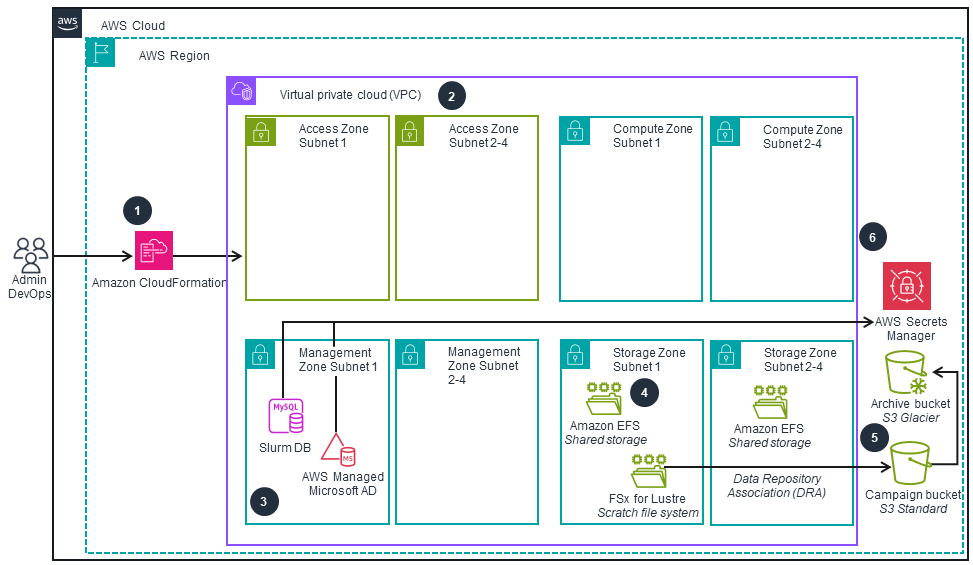 aws
AWS Cloud
AWS Region
Virtual private cloud (VPC)
2
Access Zone
Subnet 1
Access Zone
Subnet 2-4
Compute Zone
Subnet 1
Compute Zone
Subnet 2-4
1
Admin
DevOps
Amazon CloudFormation
6
AWS Secrets
Manager
Management
Zone Subnet 1
Management
Zone Subnet
2-4
Storage Zone
Subnet 1
Storage Zone
Subnet 2-4
MySQL
Slurm DB
MS
AWS Managed
Microsoft AD
3
4
Amazon EFS
Shared storage
Amazon EFS
Shared storage
FSx for Lustre
Scratch file system
Data Repository
Association (DRA)
5
Archive bucket
S3 Glacier
Campaign bucket
S3 Standard